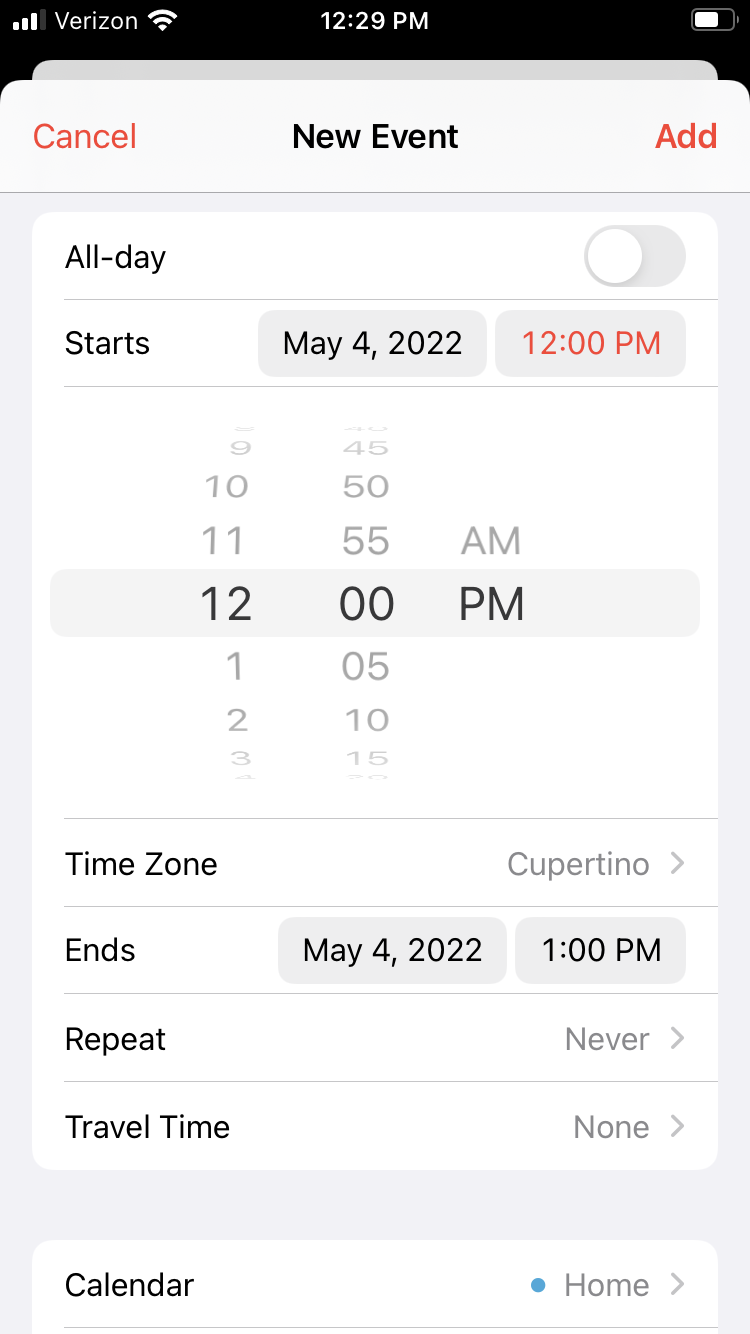 Verizon 12:29 PM
Cancel New Event Add
All-day
Starts May 4, 2022 12:00 PM
9 45
10 50
11 55 AM
12 00 PM
1 05
2 10
3 15
4 20
Time Zone Cupertino
Ends May 4, 2022 1:00 PM
Repeat Never
Travel Time None
Calendar Home